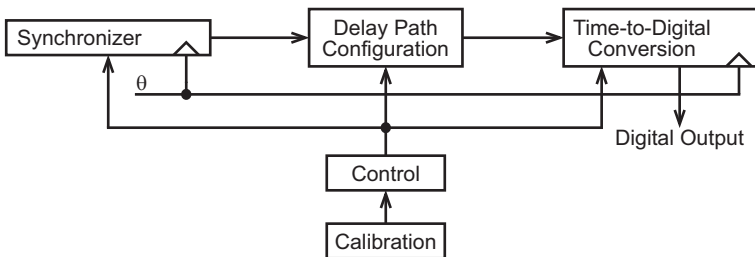 Synchronizer
Delay Path
Configuration
Time-to-Digital
Conversion
θ
Digital Output
Control
Calibration